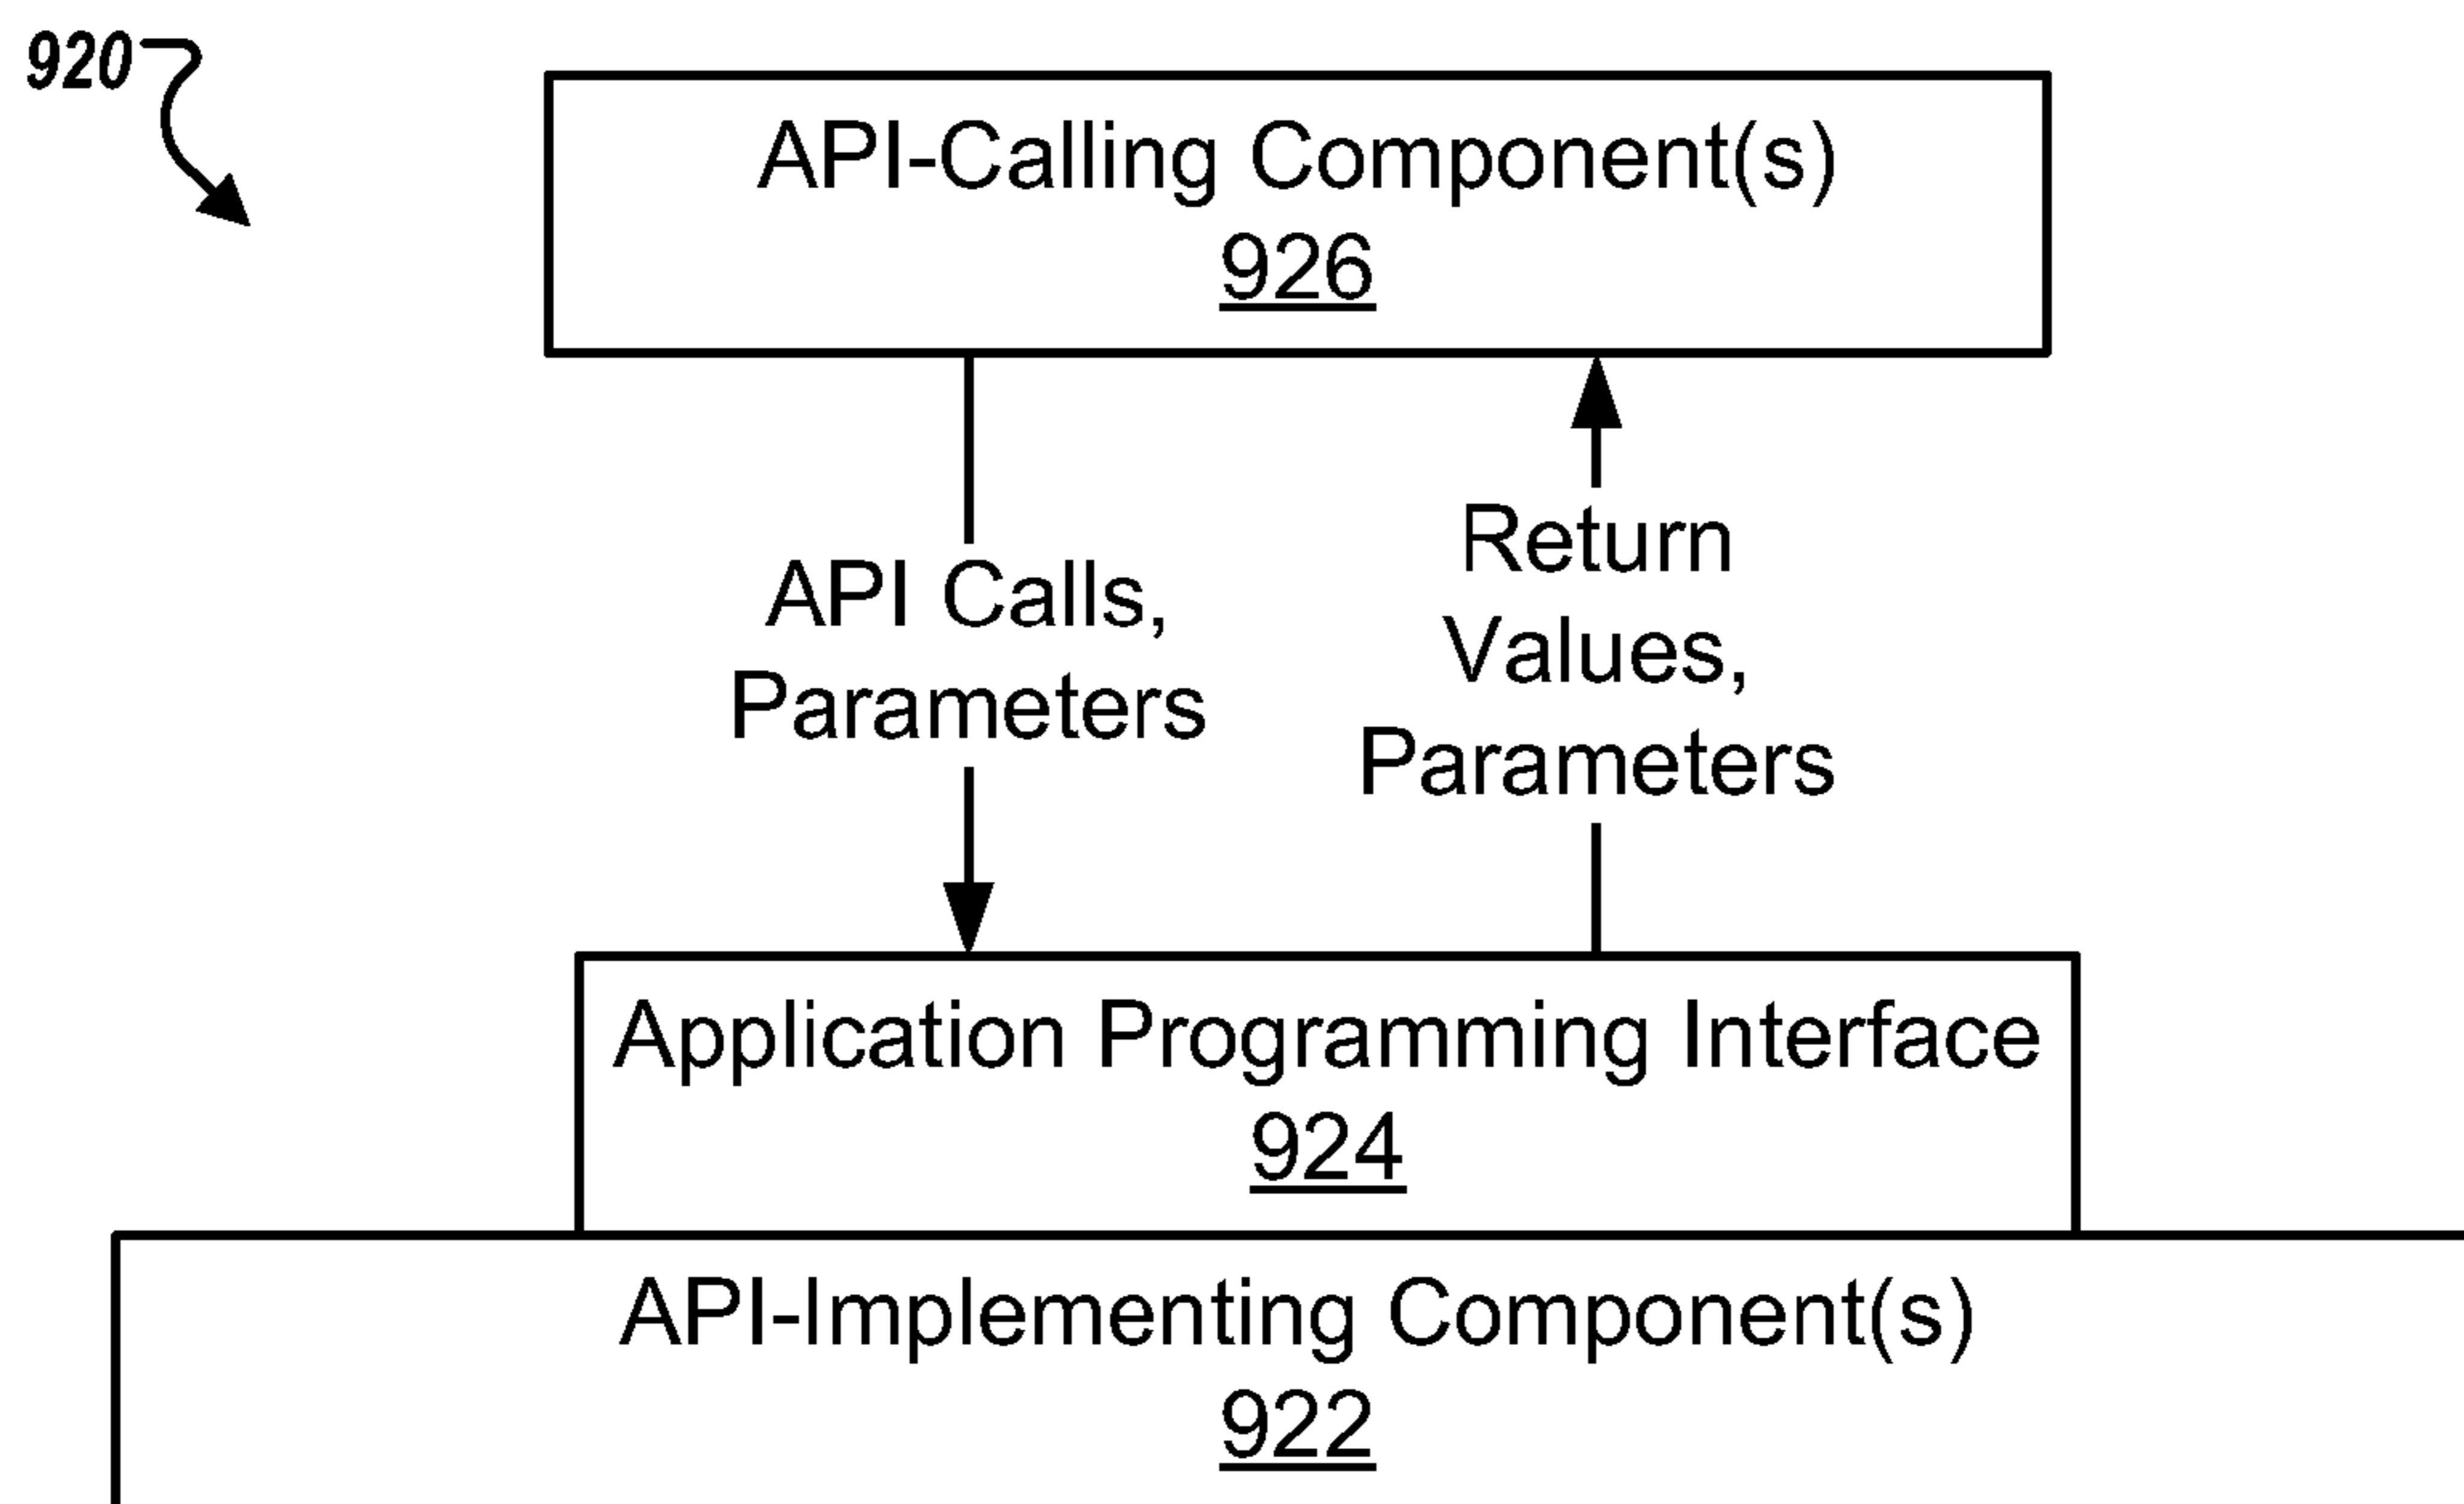 920
API-Calling Component(s)
926
API Calls,
Parameters
Return
Values,
Parameters
Application Programming Interface
924
API-Implementing Component(s)
922